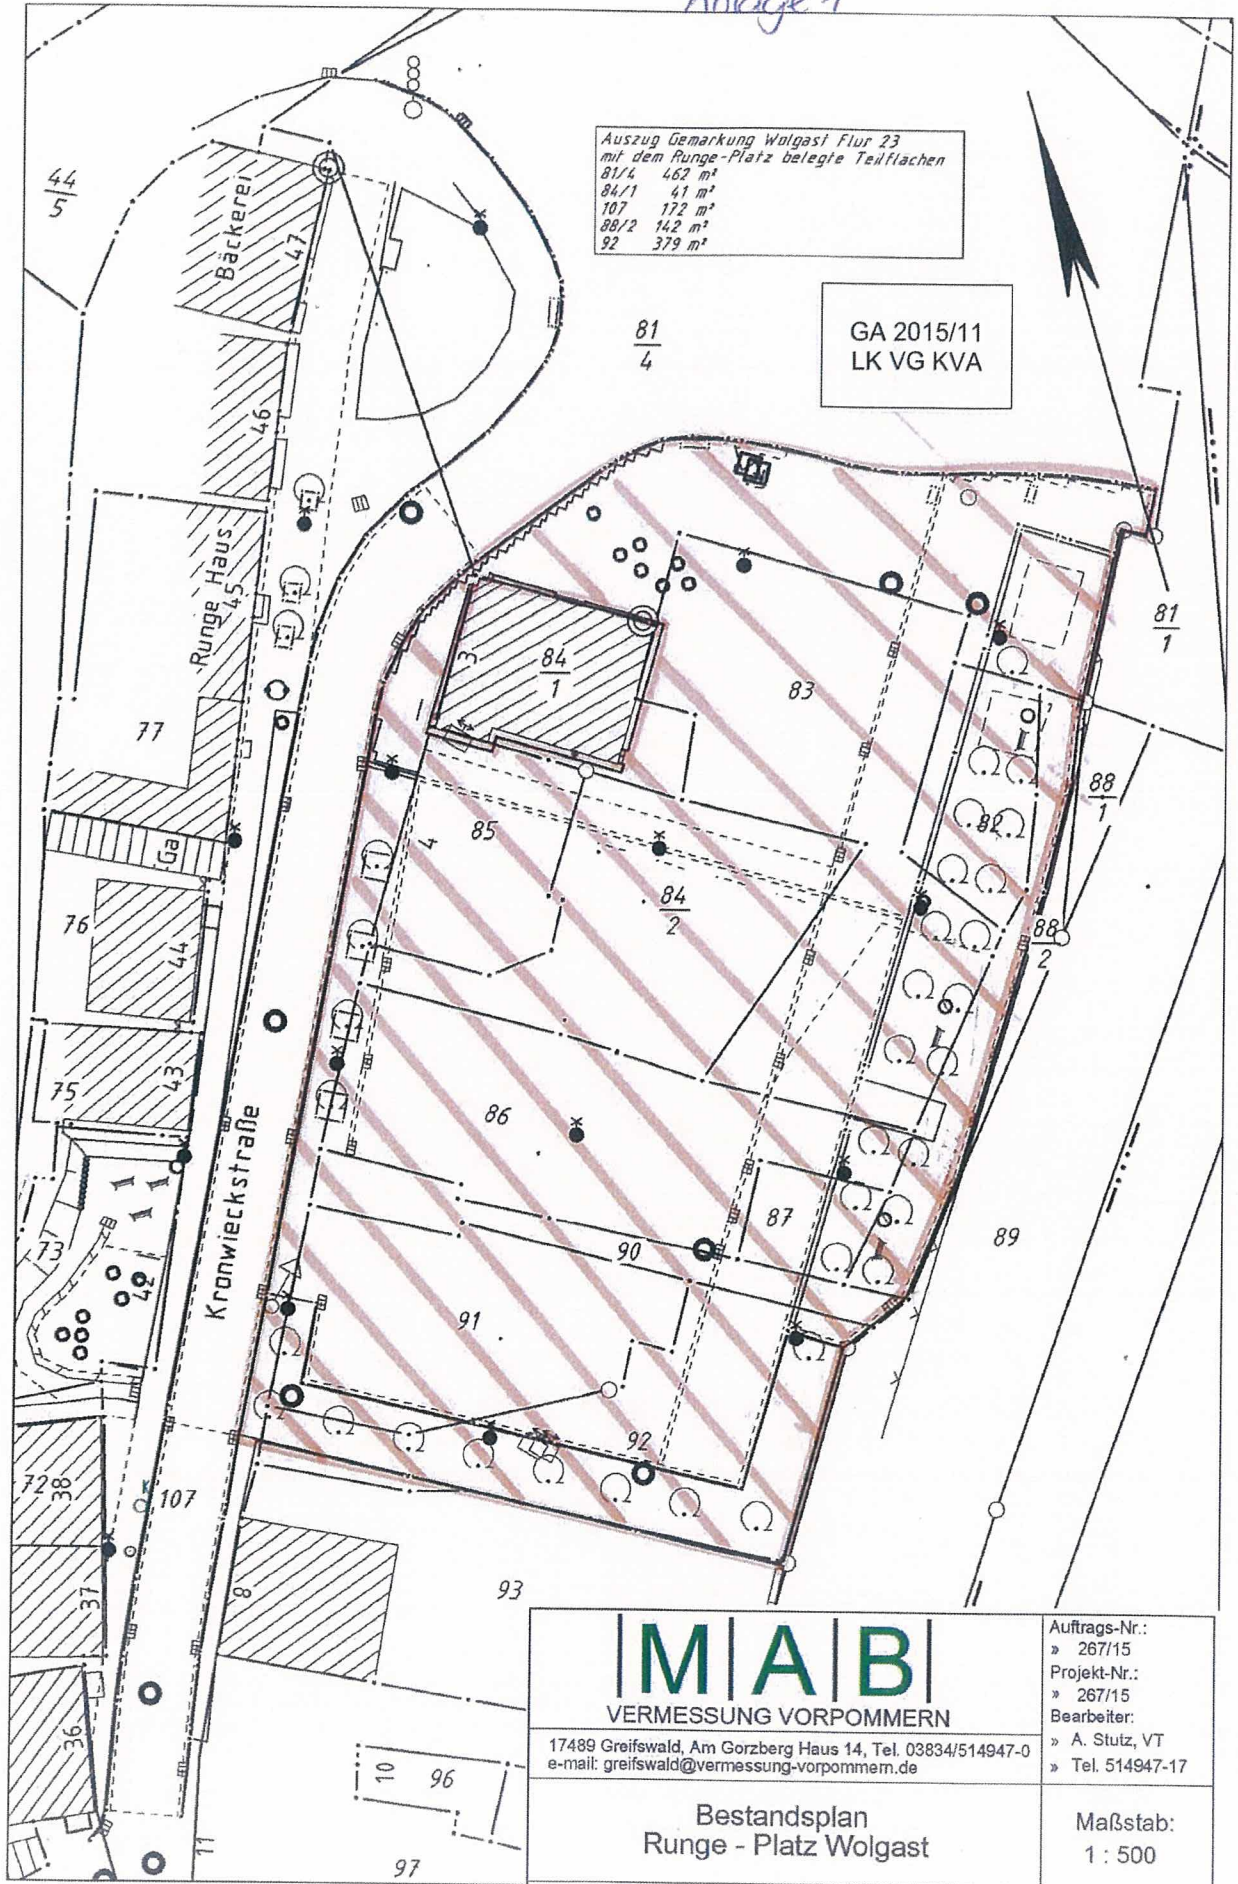 Anlage 1
Auszug Gemarkung Wolgast Flur 23
mit dem Runge-Platz belegte Teilflächen
81/4 462 m²
84/1 41 m²
107 172 m²
88/2 142 m²
92 379 m²
GA 2015/11
LK VG KVA
44
5
Bäckerei
47
81
4
46
Runge Haus
45
77
3
84
1
83
81
1
88
1
82
Ga
85
4
84
2
76
44
88
2
75
43
86
87
89
Kronwieckstraße
73
42
90
91
92
72
38
107
37
8
93
36
10
96
11
97
|M|A|B|
VERMESSUNG VORPOMMERN
17489 Greifswald, Am Gorzberg Haus 14, Tel. 03834/514947-0
e-mail: greifswald@vermessung-vorpommern.de
Auftrags-Nr.:
» 267/15
Projekt-Nr.:
» 267/15
Bearbeiter:
» A. Stutz, VT
» Tel. 514947-17
Bestandsplan
Runge - Platz Wolgast
Maßstab:
1 : 500